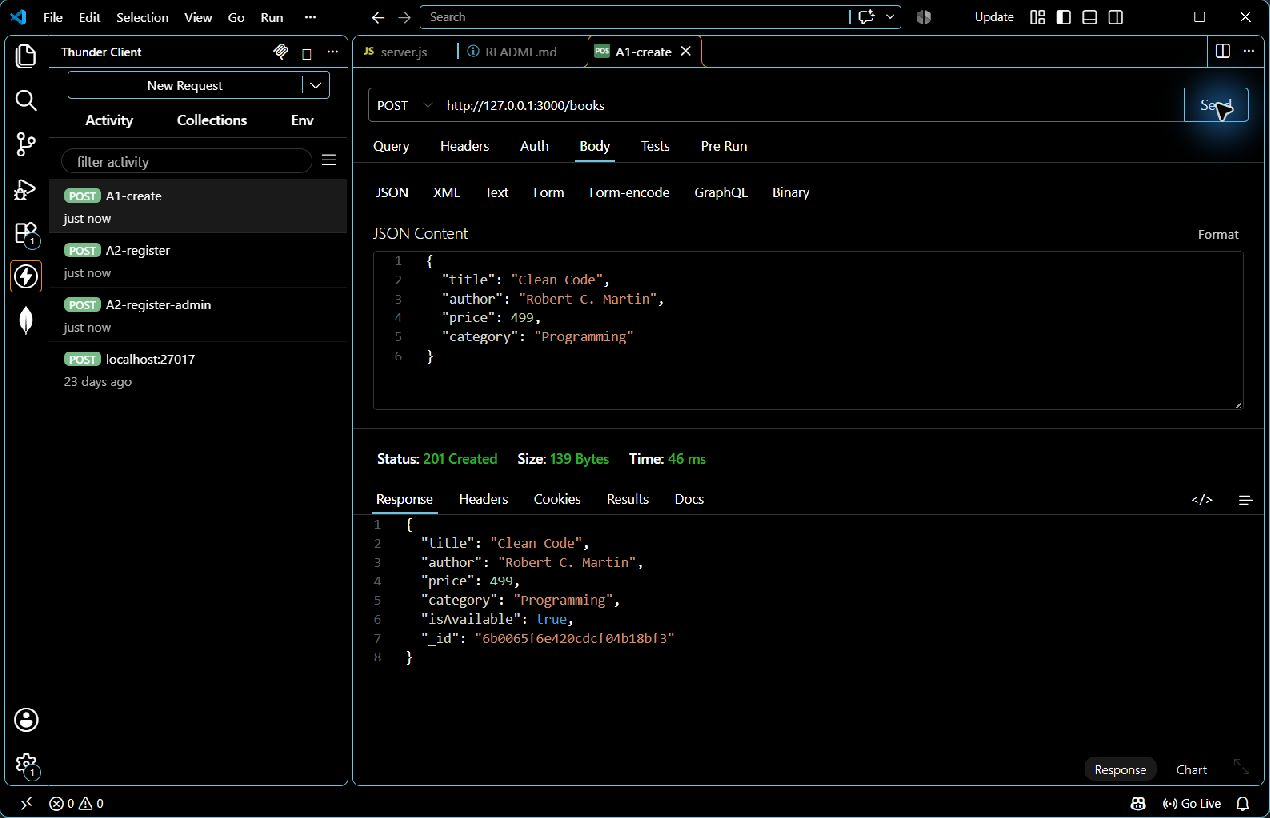 File Edit Selection View Go Run ···
Search
Update
Thunder Client
New Request
Activity Collections Env
filter activity
POST A1-create
just now
POST A2-register
just now
POST A2-register-admin
just now
POST localhost:27017
23 days ago
1
1
JS server.js
README.md
POS A1-create
POST http://127.0.0.1:3000/books
Send
Query Headers Auth Body Tests Pre Run
JSON XML Text Form Form-encode GraphQL Binary
JSON Content
Format
1 {
2 "title": "Clean Code",
3 "author": "Robert C. Martin",
4 "price": 499,
5 "category": "Programming"
6 }
Status: 201 Created Size: 139 Bytes Time: 46 ms
Response Headers Cookies Results Docs
</>
1 {
2 "title": "Clean Code",
3 "author": "Robert C. Martin",
4 "price": 499,
5 "category": "Programming",
6 "isAvailable": true,
7 "_id": "6b0065f6e420cdcf04b18bf3"
8 }
Response Chart
0 0
Go Live